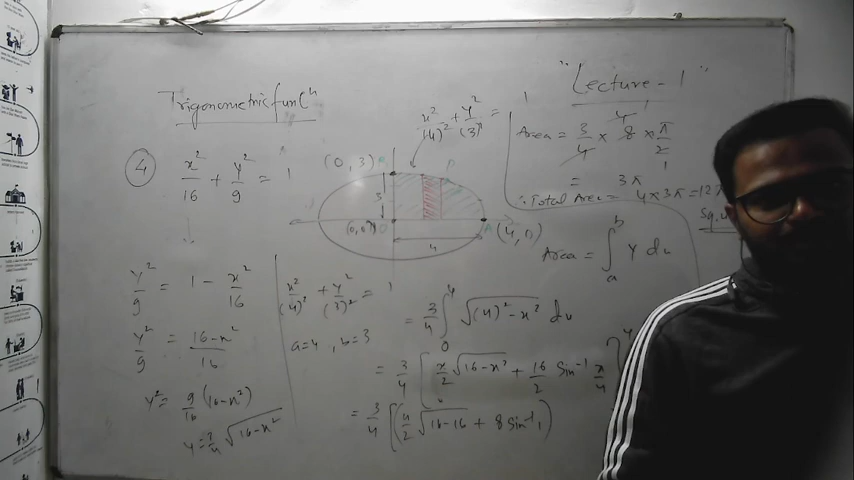 "Lecture - 1"
Trigonometric funcⁿ
④ x²/16 + y²/9 = 1
x²/(4)² + y²/(3)² = 1
(0, 3)
3
P
(0,0)
(4,0)
4
y²/9 = 1 - x²/16
y²/9 = (16-x²)/16
y² = 9/16 (16-x²)
y = 3/4 √(16-x²)
x²/(4)² + y²/(3)² = 1
a=4, b=3
Area = 3/4 × 8 × π/2
= 3π
∴ Total Area = 4×3π = 12π
Sq.u
Area = ∫ₐᵇ y dx
= 3/4 ∫₀⁴ √((4)²-x²) dx
= 3/4 [x/2 √(16-x²) + 16/2 Sin⁻¹ x/4]
= 3/4 [(4/2 √(16-16) + 8 Sin⁻¹ 1)